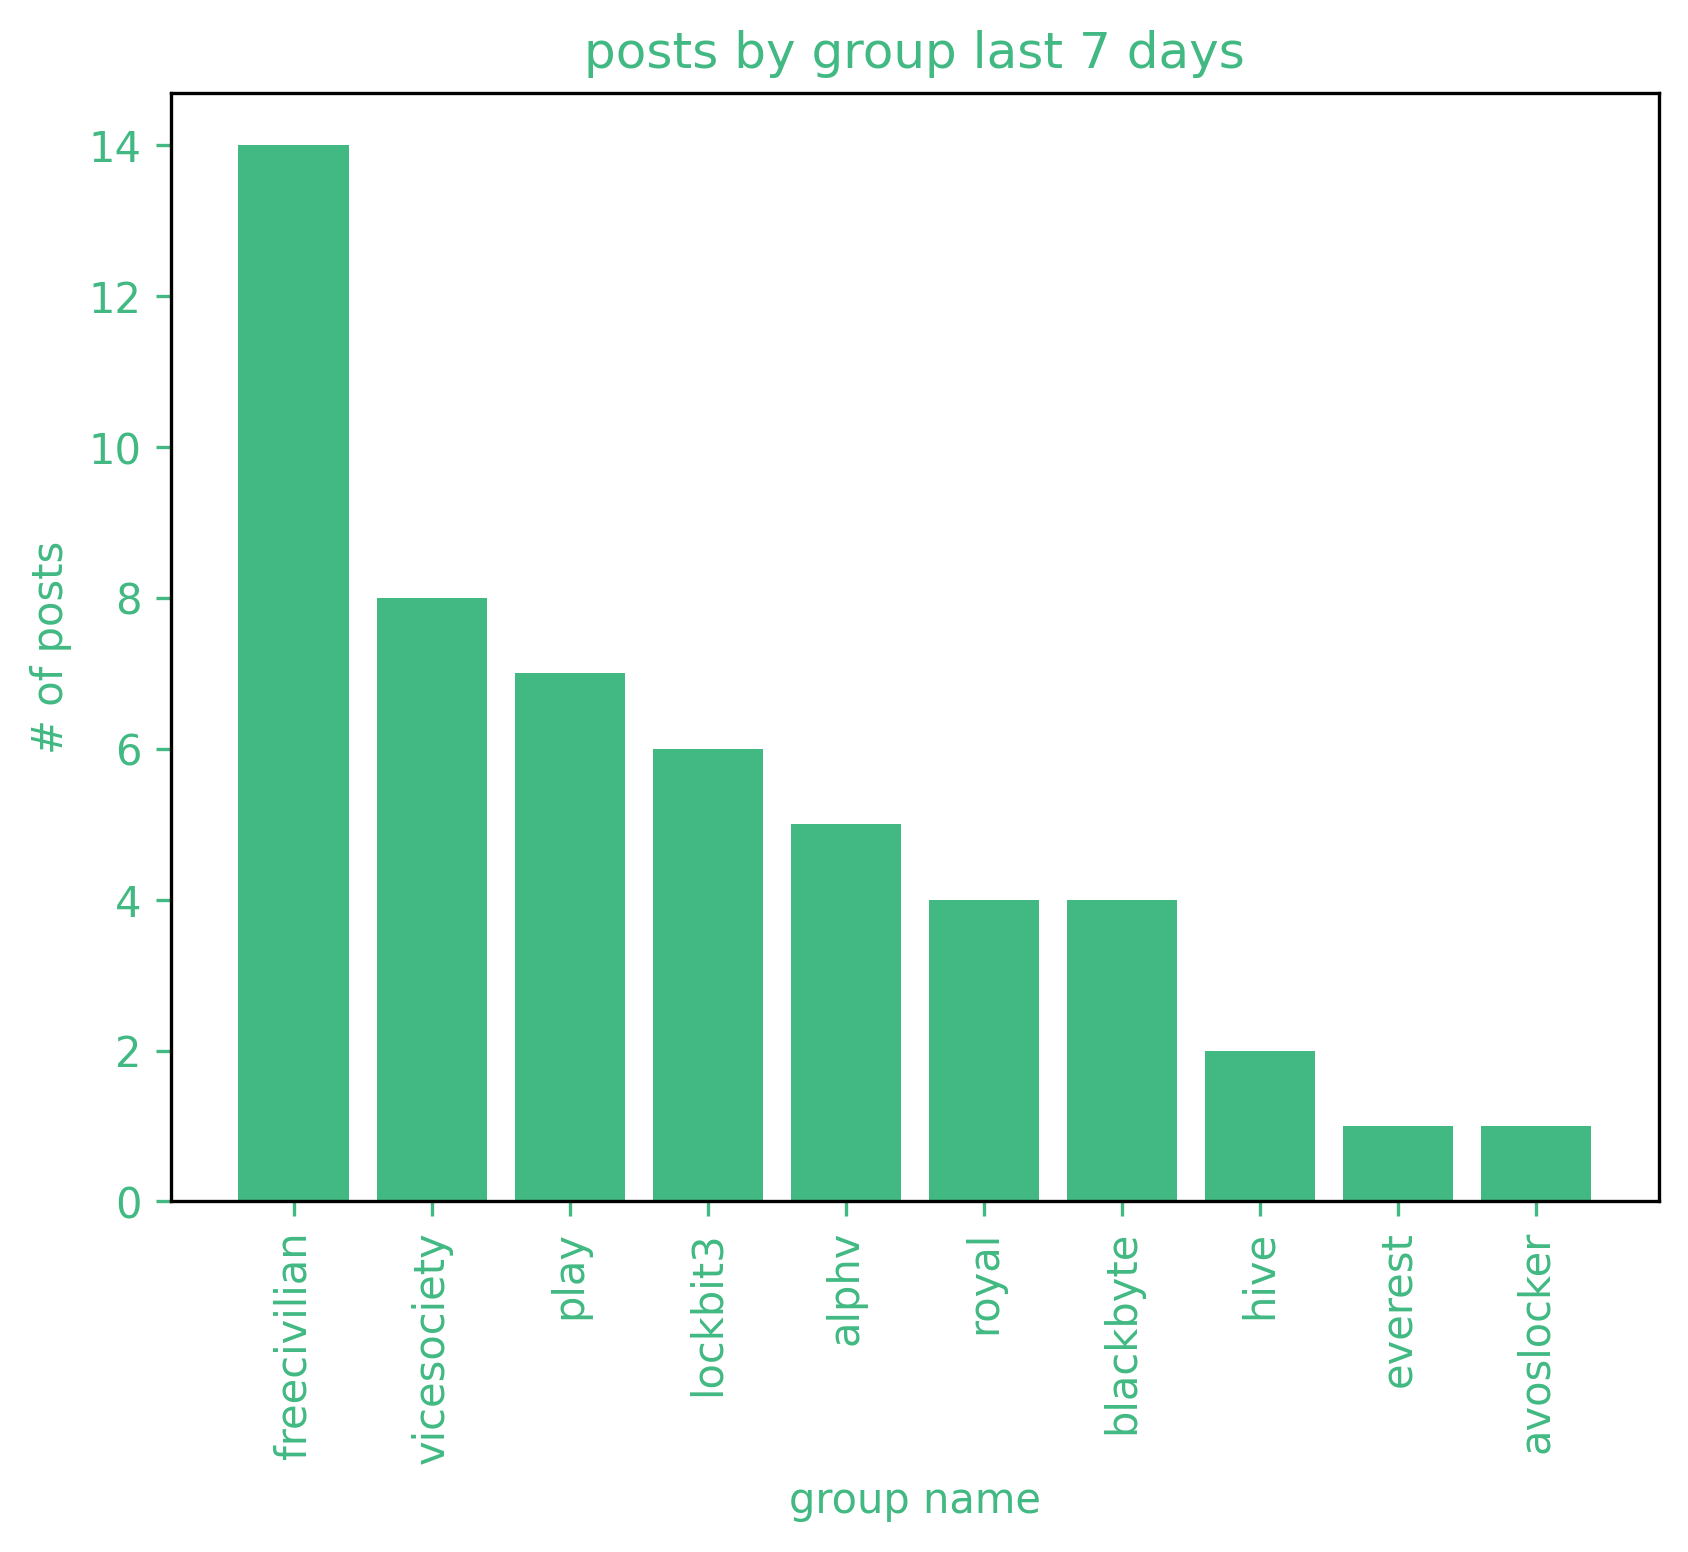 posts by group last 7 days
14
12
10
8
6
4
2
0
# of posts
freecivilian
vicesociety
play
lockbit3
alphv
royal
blackbyte
hive
everest
avoslocker
group name